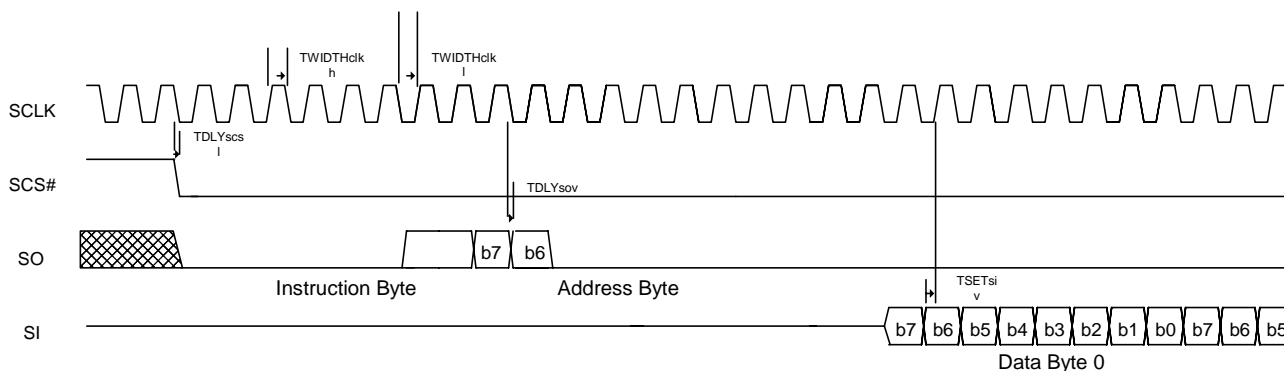 TWIDTHclk
h
TWIDTHclk
l
SCLK
TDLYscs
l
SCS#
TDLYsov
SO
b7 b6
Instruction Byte Address Byte
TSETsi
v
SI
b7 b6 b5 b4 b3 b2 b1 b0 b7 b6 b5
Data Byte 0